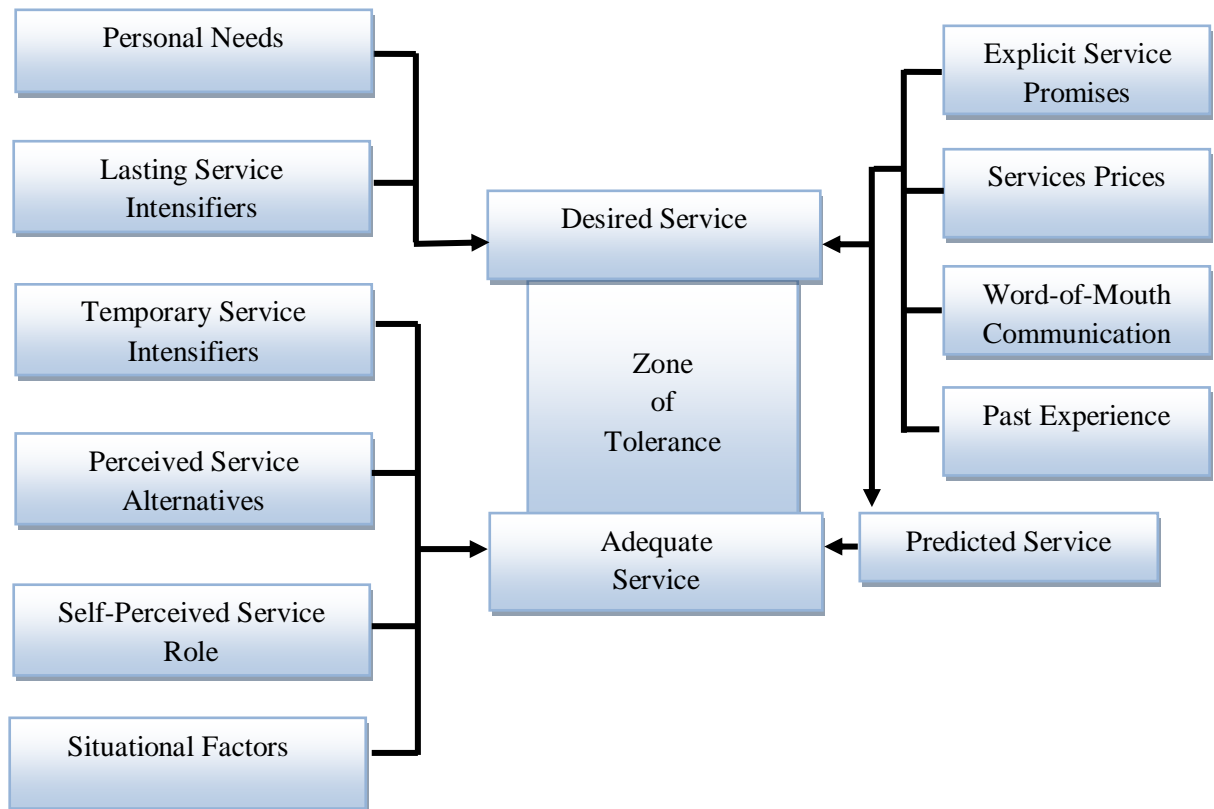 Personal Needs
Lasting Service
Intensifiers
Temporary Service
Intensifiers
Perceived Service
Alternatives
Self-Perceived Service
Role
Situational Factors
Desired Service
Zone
of
Tolerance
Adequate
Service
Explicit Service
Promises
Services Prices
Word-of-Mouth
Communication
Past Experience
Predicted Service